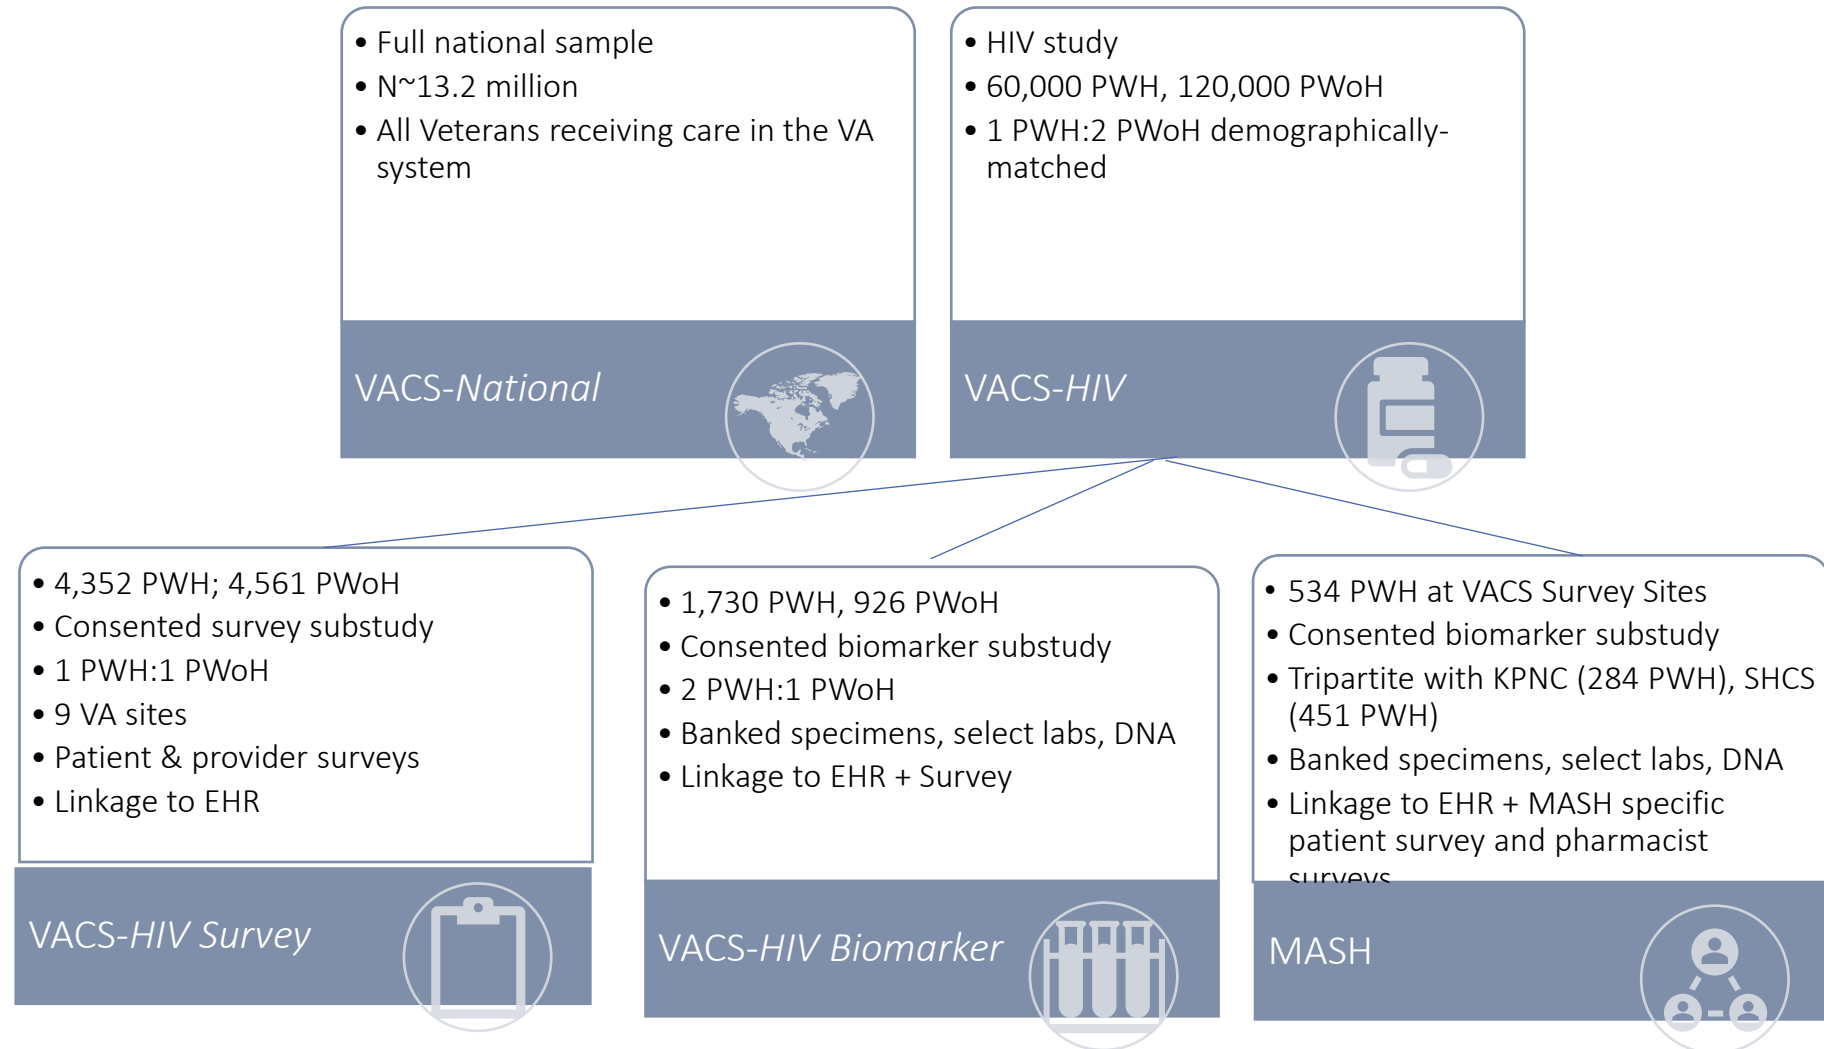 • Full national sample
• N~13.2 million
• All Veterans receiving care in the VA
system
VACS-National
• HIV study
• 60,000 PWH, 120,000 PWoH
• 1 PWH:2 PWoH demographically-
matched
VACS-HIV
• 4,352 PWH; 4,561 PWoH
• Consented survey substudy
• 1 PWH:1 PWoH
• 9 VA sites
• Patient & provider surveys
• Linkage to EHR
VACS-HIV Survey
• 1,730 PWH, 926 PWoH
• Consented biomarker substudy
• 2 PWH:1 PWoH
• Banked specimens, select labs, DNA
• Linkage to EHR + Survey
VACS-HIV Biomarker
• 534 PWH at VACS Survey Sites
• Consented biomarker substudy
• Tripartite with KPNC (284 PWH), SHCS
(451 PWH)
• Banked specimens, select labs, DNA
• Linkage to EHR + MASH specific
patient survey and pharmacist
surveys
MASH